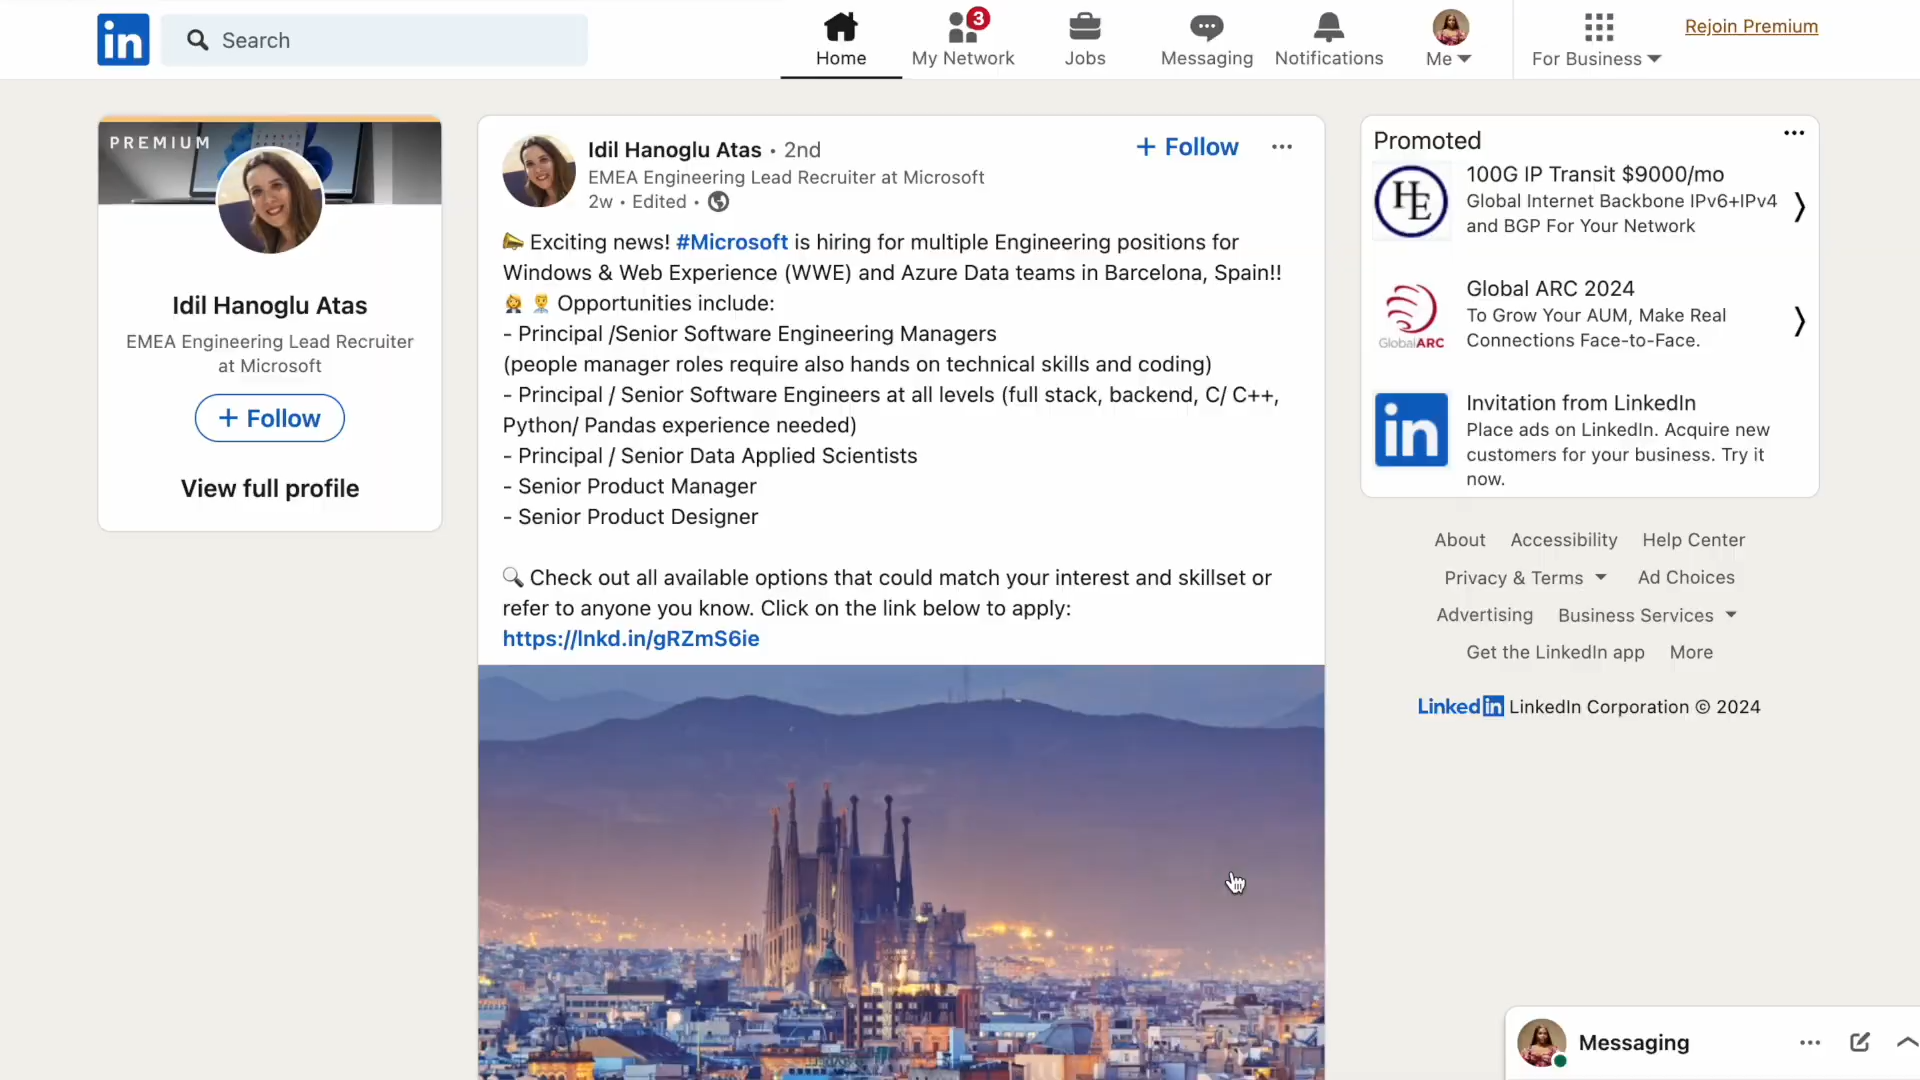 in
Search
Home
3
My Network
Jobs
Messaging
Notifications
Me
For Business
Rejoin Premium
PREMIUM
Idil Hanoglu Atas
EMEA Engineering Lead Recruiter
at Microsoft
+ Follow
View full profile
Idil Hanoglu Atas • 2nd
EMEA Engineering Lead Recruiter at Microsoft
2w • Edited •
+ Follow
Exciting news! #Microsoft is hiring for multiple Engineering positions for
Windows & Web Experience (WWE) and Azure Data teams in Barcelona, Spain!!
Opportunities include:
- Principal /Senior Software Engineering Managers
(people manager roles require also hands on technical skills and coding)
- Principal / Senior Software Engineers at all levels (full stack, backend, C/ C++,
Python/ Pandas experience needed)
- Principal / Senior Data Applied Scientists
- Senior Product Manager
- Senior Product Designer
Check out all available options that could match your interest and skillset or
refer to anyone you know. Click on the link below to apply:
https://lnkd.in/gRZmS6ie
Promoted
HE
100G IP Transit $9000/mo
Global Internet Backbone IPv6+IPv4
and BGP For Your Network
GlobalARC
Global ARC 2024
To Grow Your AUM, Make Real
Connections Face-to-Face.
in
Invitation from LinkedIn
Place ads on LinkedIn. Acquire new
customers for your business. Try it
now.
About Accessibility Help Center
Privacy & Terms Ad Choices
Advertising Business Services
Get the LinkedIn app More
LinkedIn LinkedIn Corporation © 2024
Messaging